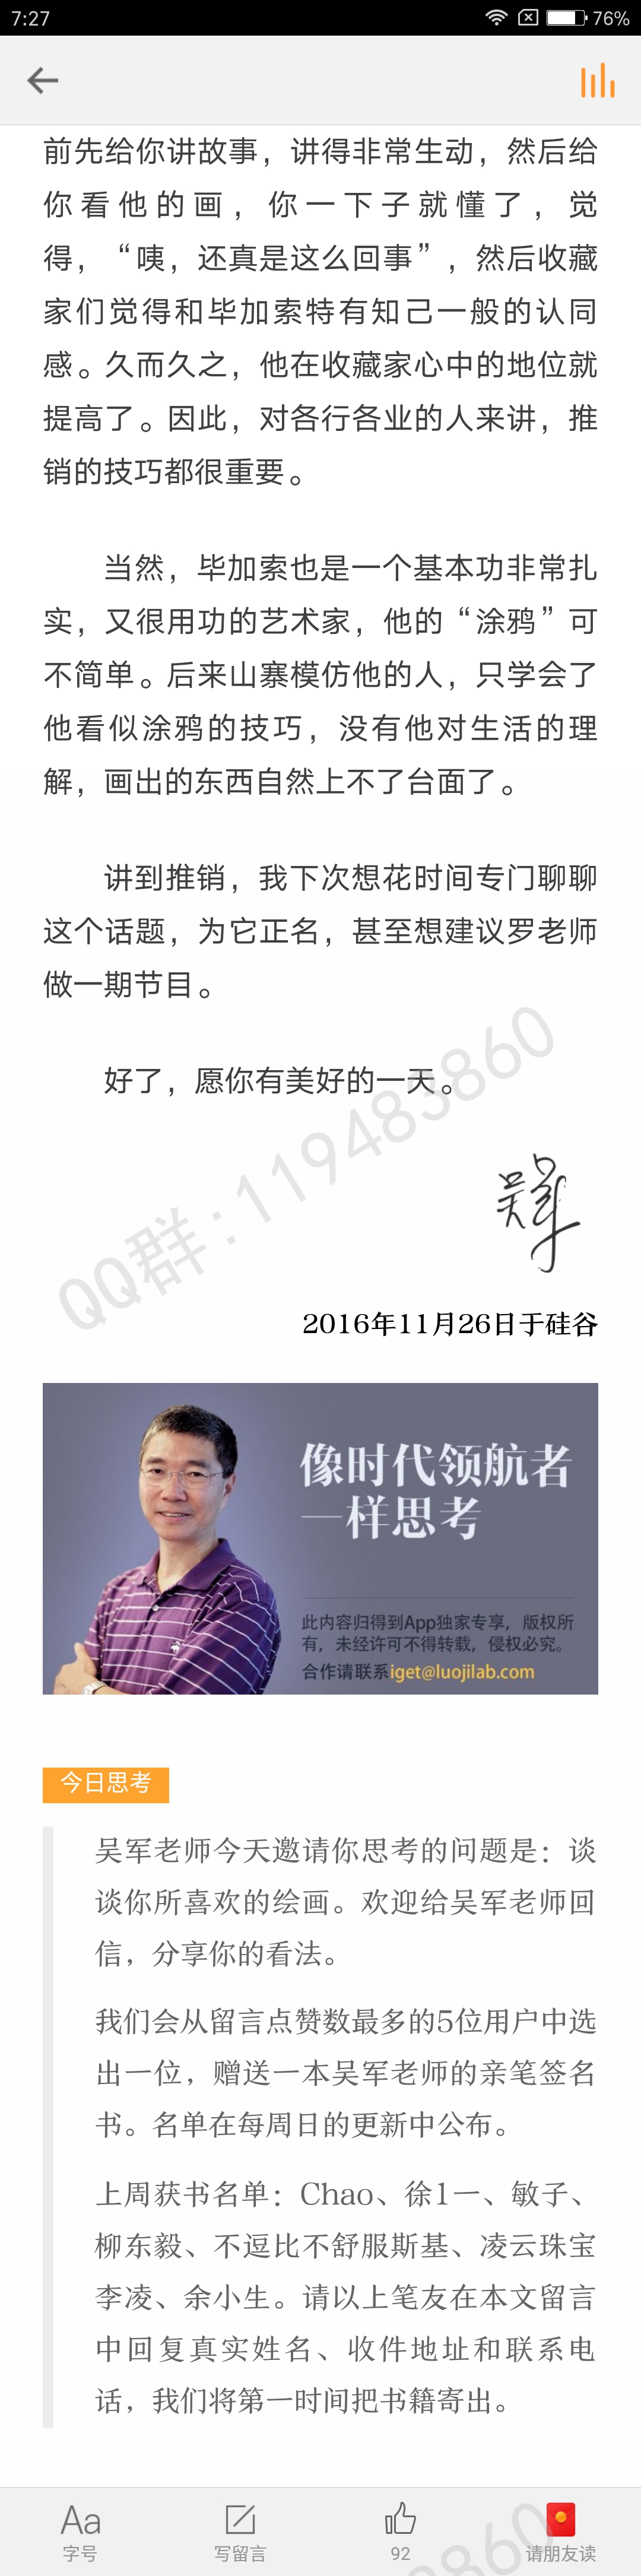 7:27
76%
前先给你讲故事，讲得非常生动，然后给
你看他的画，你一下子就懂了，觉
得，“咦，还真是这么回事”，然后收藏
家们觉得和毕加索特有知己一般的认同
感。久而久之，他在收藏家心中的地位就
提高了。因此，对各行各业的人来讲，推
销的技巧都很重要。
当然，毕加索也是一个基本功非常扎
实，又很用功的艺术家，他的“涂鸦”可
不简单。后来山寨模仿他的人，只学会了
他看似涂鸦的技巧，没有他对生活的理
解，画出的东西自然上不了台面了。
讲到推销，我下次想花时间专门聊聊
这个话题，为它正名，甚至想建议罗老师
做一期节目。
好了，愿你有美好的一天。
QQ群:119483860
吴军
2016年11月26日于硅谷
像时代领航者
一样思考
此内容归得到App独家专享，版权所
有，未经许可不得转载，侵权必究。
合作请联系iget@luojilab.com
今日思考
吴军老师今天邀请你思考的问题是：谈
谈你所喜欢的绘画。欢迎给吴军老师回
信，分享你的看法。
我们会从留言点赞数最多的5位用户中选
出一位，赠送一本吴军老师的亲笔签名
书。名单在每周日的更新中公布。
上周获书名单：Chao、徐1一、敏子、
柳东毅、不逗比不舒服斯基、凌云珠宝
李凌、余小生。请以上笔友在本文留言
中回复真实姓名、收件地址和联系电
话，我们将第一时间把书籍寄出。
3860
Aa
字号
写留言
92
请朋友读